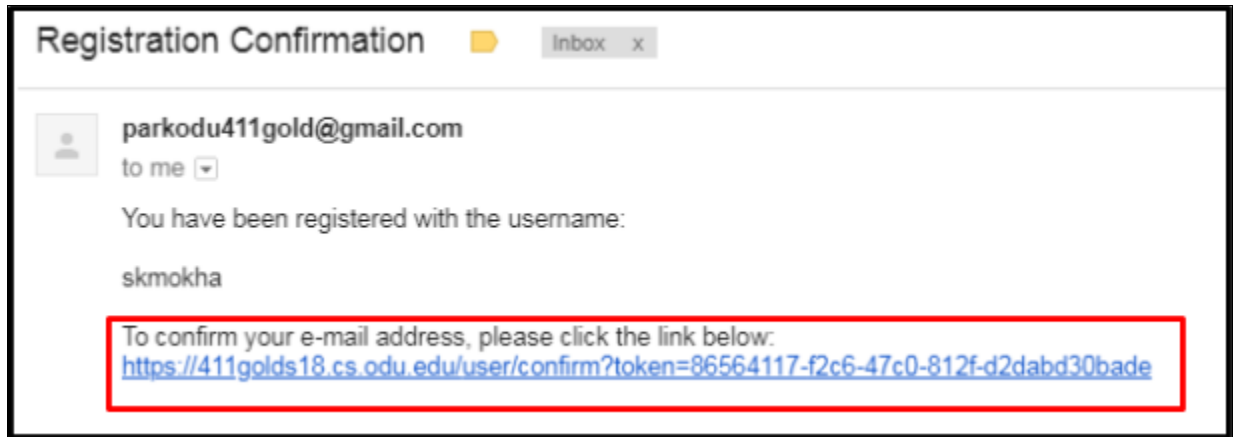 Registration Confirmation Inbox x
parkodu411gold@gmail.com
to me
You have been registered with the username:
skmokha
To confirm your e-mail address, please click the link below:
https://411golds18.cs.odu.edu/user/confirm?token=86564117-f2c6-47c0-812f-d2dabd30bade